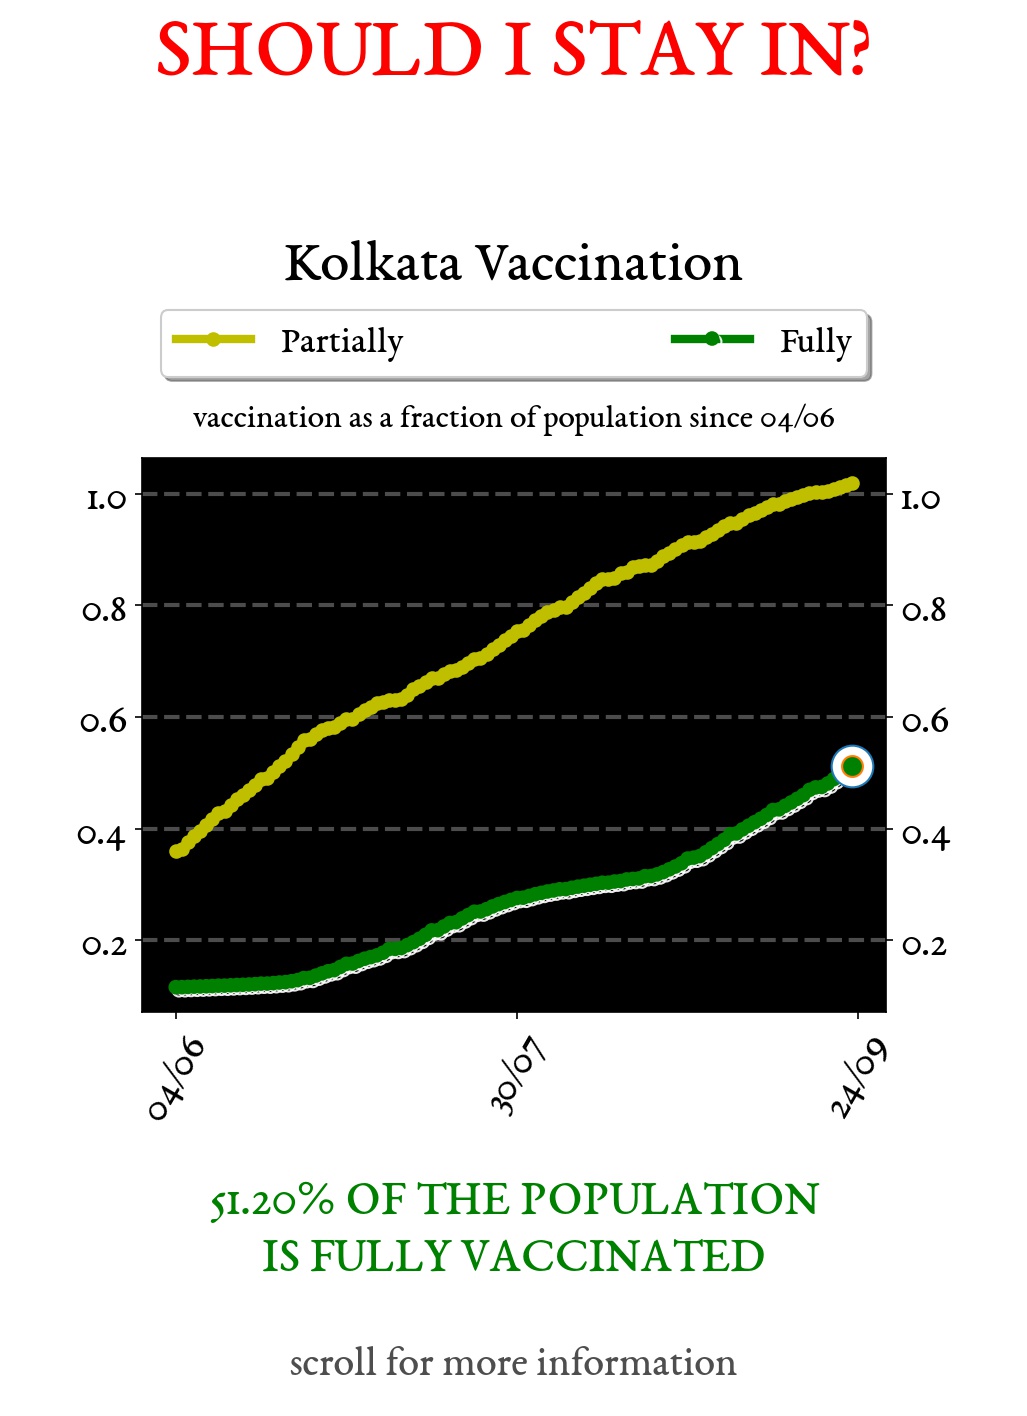 SHOULD I STAY IN?
Kolkata Vaccination
Partially Fully
vaccination as a fraction of population since 04/06
1.0 1.0
0.8 0.8
0.6 0.6
0.4 0.4
0.2 0.2
04/06 30/07 24/09
51.20% OF THE POPULATION
IS FULLY VACCINATED
scroll for more information